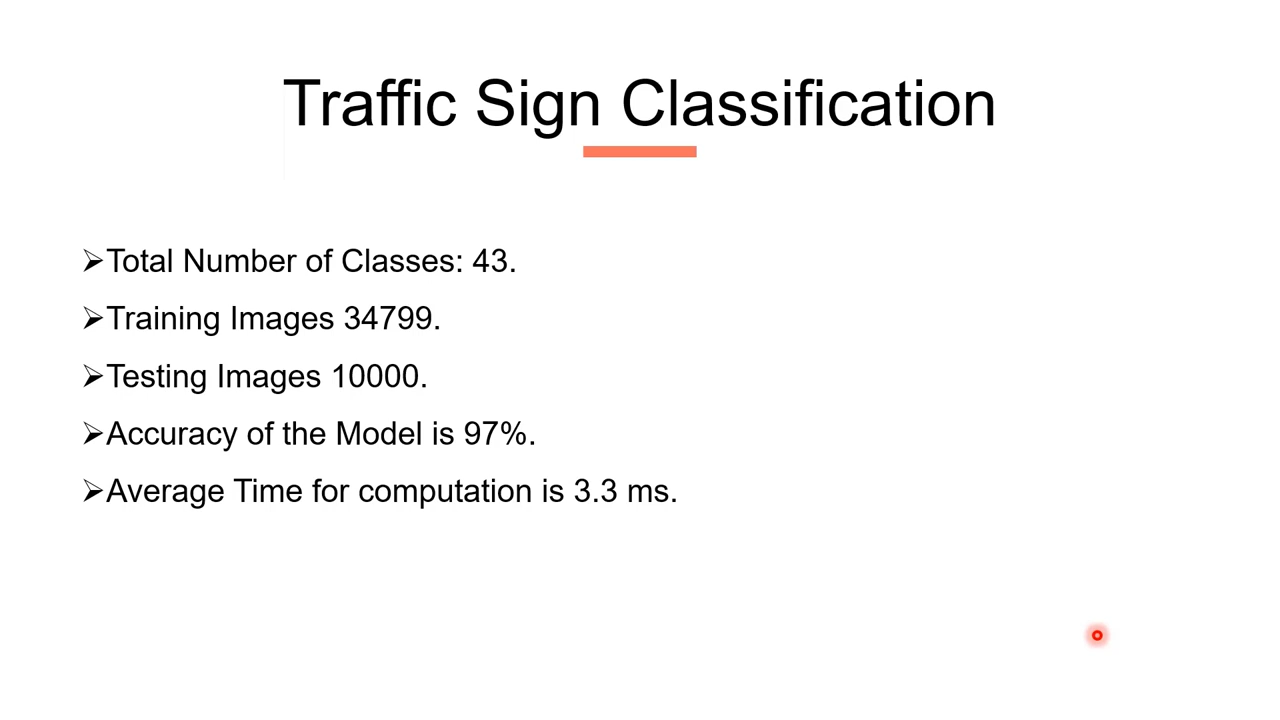 Traffic Sign Classification
➢Total Number of Classes: 43.
➢Training Images 34799.
➢Testing Images 10000.
➢Accuracy of the Model is 97%.
➢Average Time for computation is 3.3 ms.